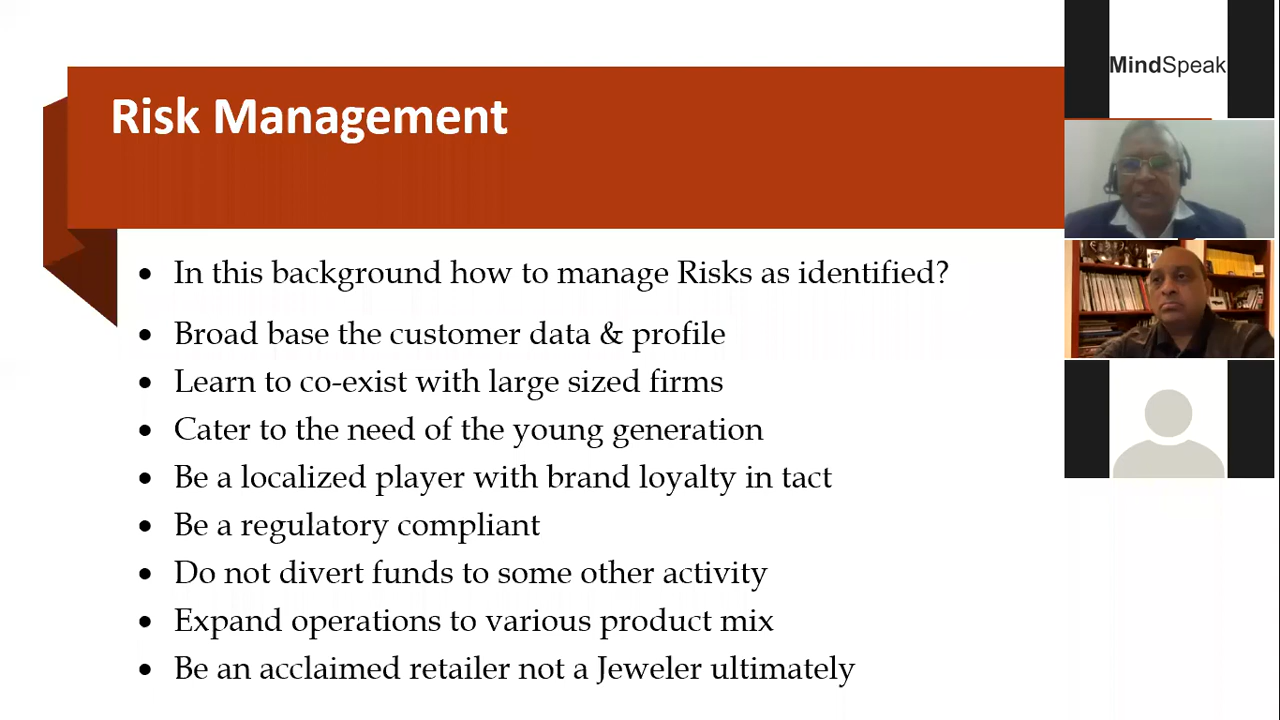 Risk Management
MindSpeak
In this background how to manage Risks as identified?
Broad base the customer data & profile
Learn to co-exist with large sized firms
Cater to the need of the young generation
Be a localized player with brand loyalty in tact
Be a regulatory compliant
Do not divert funds to some other activity
Expand operations to various product mix
Be an acclaimed retailer not a Jeweler ultimately